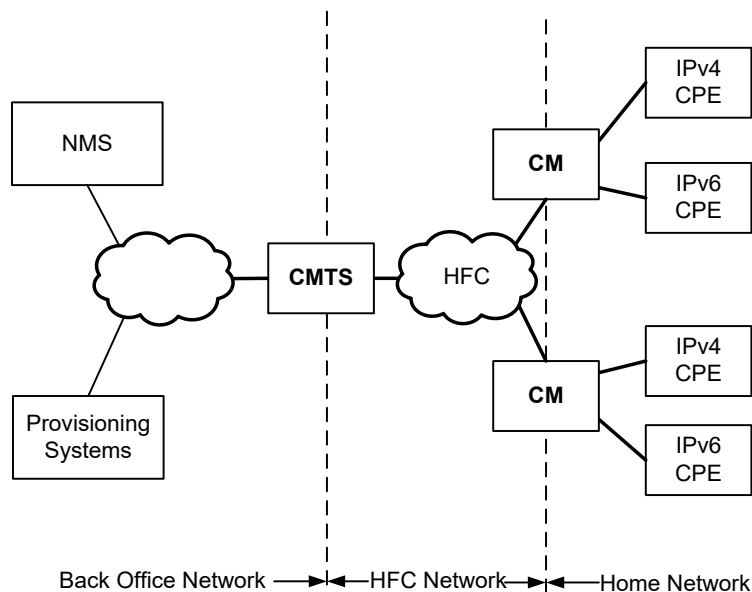 NMS
Provisioning
Systems
CMTS
HFC
CM
IPv4
CPE
IPv6
CPE
CM
IPv4
CPE
IPv6
CPE
Back Office Network
HFC Network
Home Network